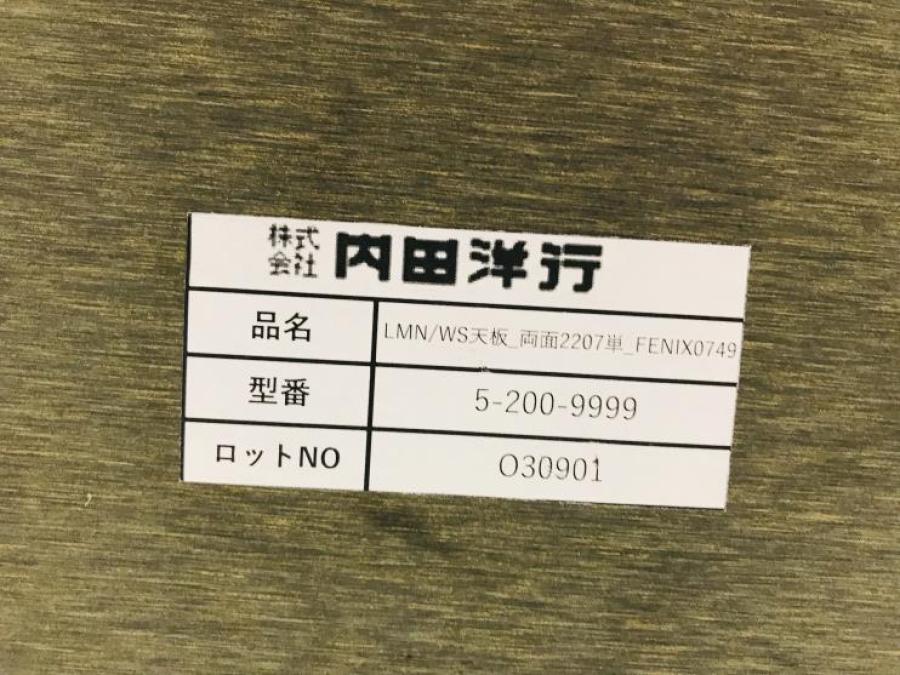 株式会社 内田洋行
品名 LMN/WS天板_両面2207単_FENIX0749
型番 5-200-9999
ロットNO O30901